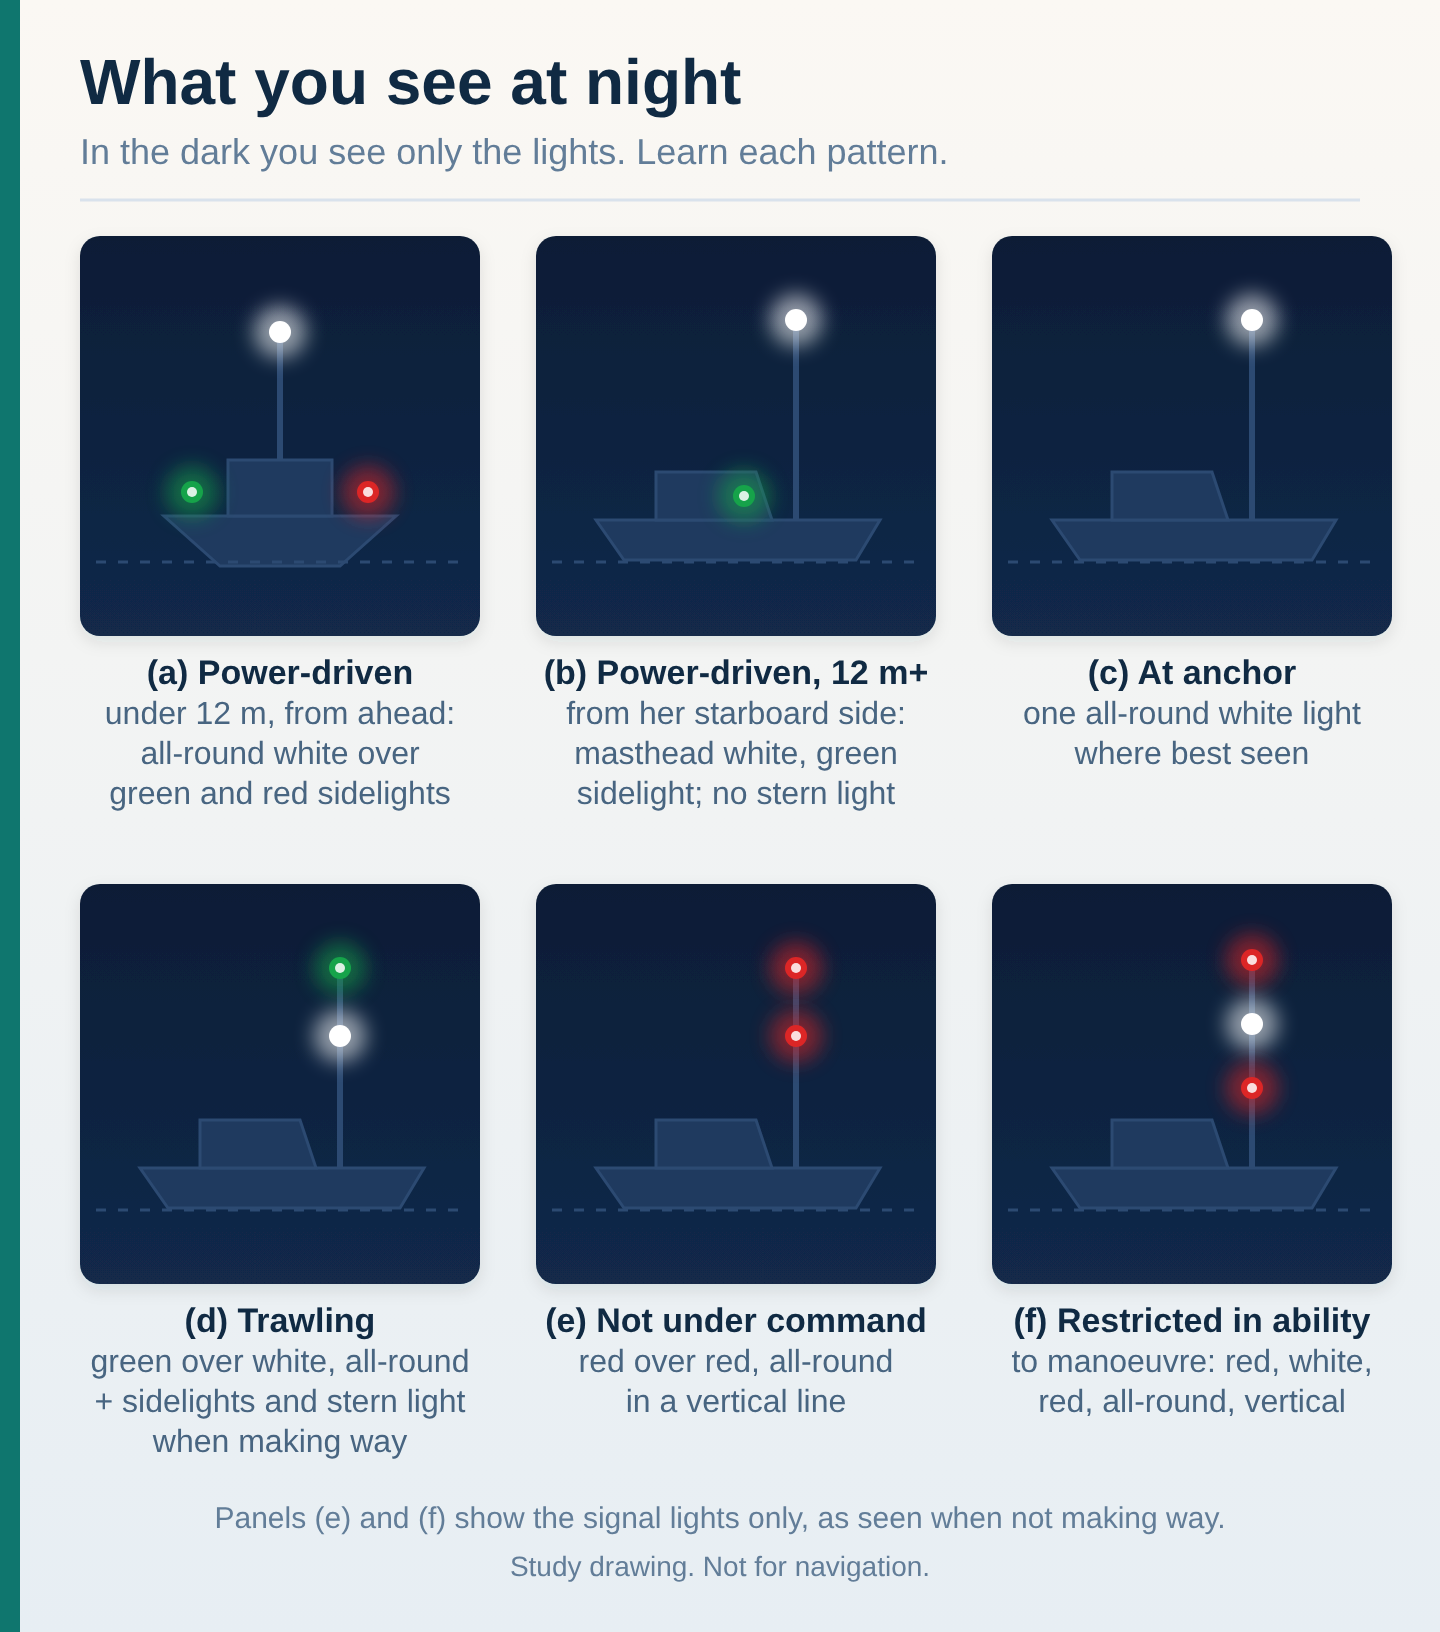 What you see at night
In the dark you see only the lights. Learn each pattern.
(a) Power-driven
under 12 m, from ahead:
all-round white over
green and red sidelights
(b) Power-driven, 12 m+
from her starboard side:
masthead white, green
sidelight; no stern light
(c) At anchor
one all-round white light
where best seen
(d) Trawling
green over white, all-round
+ sidelights and stern light
when making way
(e) Not under command
red over red, all-round
in a vertical line
(f) Restricted in ability
to manoeuvre: red, white,
red, all-round, vertical
Panels (e) and (f) show the signal lights only, as seen when not making way.
Study drawing. Not for navigation.